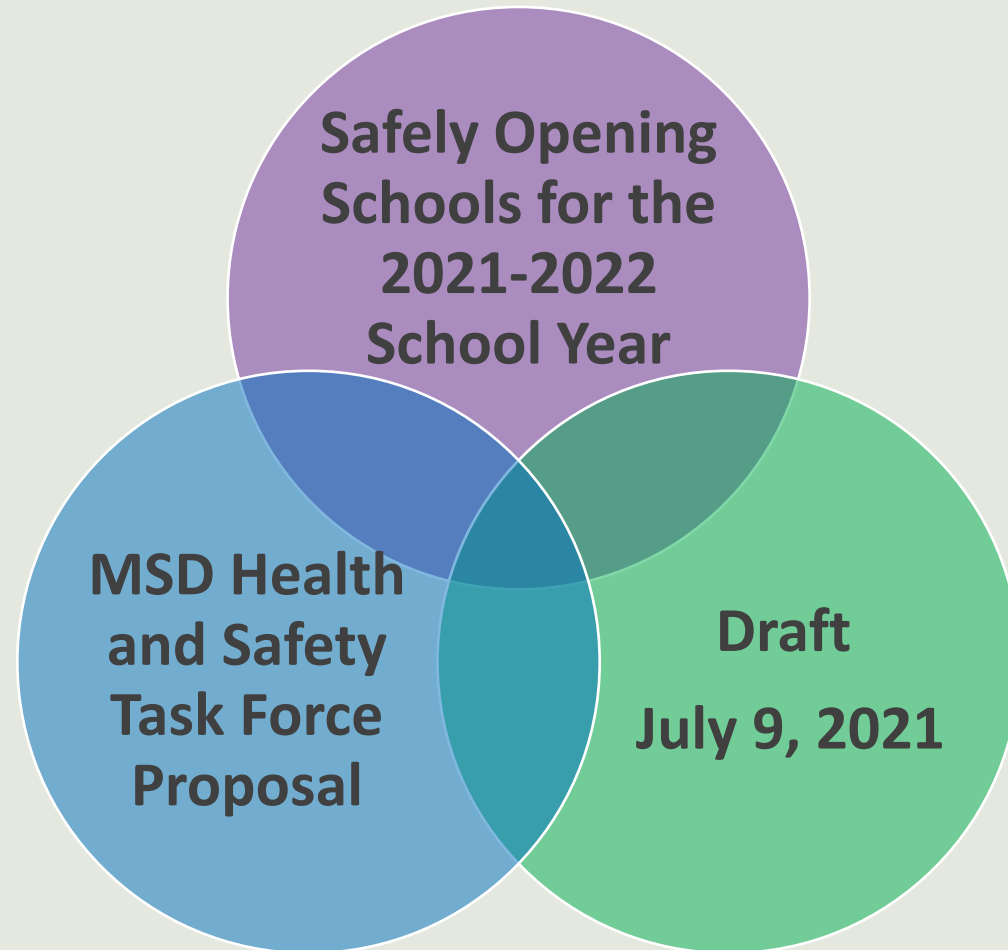 Safely Opening
Schools for the
2021-2022
School Year
MSD Health
and Safety
Task Force
Proposal
Draft
July 9, 2021